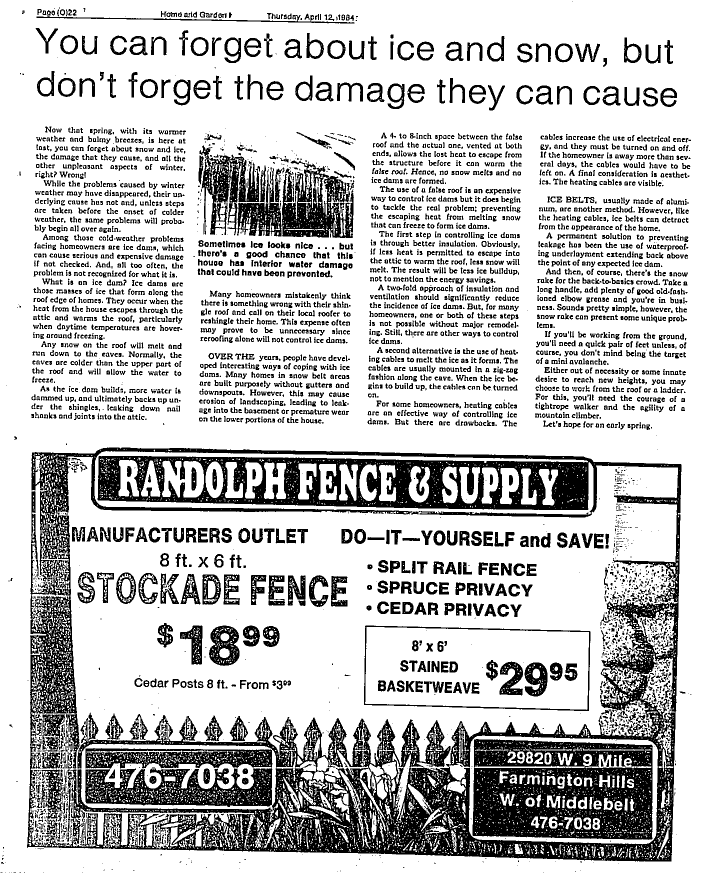 Page (O)22
Home and Garden
Thursday, April 12, 1984
You can forget about ice and snow, but
don't forget the damage they can cause
Now that spring, with its warmer
weather and balmy breezes, is here at
last, you can forget about snow and ice,
the damage that they cause, and all the
other unpleasant aspects of winter,
right? Wrong!
While the problems caused by winter
weather may have disappeared, their un-
derlying cause has not and, unless steps
are taken before the onset of colder
weather, the same problems will proba-
bly begin all over again.
Among those cold-weather problems
facing homeowners are ice dams, which
can cause serious and expensive damage
if not checked. And, all too often, the
problem is not recognized for what it is.
What is an ice dam? Ice dams are
those masses of ice that form along the
roof edge of homes. They occur when the
heat from the house escapes through the
attic and warms the roof, particularly
when daytime temperatures are hover-
ing around freezing.
Any snow on the roof will melt and
run down to the eaves. Normally, the
eaves are colder than the upper part of
the roof and will allow the water to
freeze.
As the ice dam builds, more water is
dammed up, and ultimately backs up un-
der the shingles, leaking down nail
shanks and joints into the attic.
Sometimes ice looks nice . . . but
there's a good chance that this
house has interior water damage
that could have been prevented.
Many homeowners mistakenly think
there is something wrong with their shin-
gle roof and call on their local roofer to
reshingle their home. This expense often
may prove to be unnecessary since
reroofing alone will not control ice dams.
OVER THE years, people have devel-
oped interesting ways of coping with ice
dams. Many homes in snow belt areas
are built purposely without gutters and
downspouts. However, this may cause
erosion of landscaping, leading to leak-
age into the basement or premature wear
on the lower portions of the house.
A 4- to 8-inch space between the false
roof and the actual one, vented at both
ends, allows the lost heat to escape from
the structure before it can warm the
false roof. Hence, no snow melts and no
ice dams are formed.
The use of a false roof is an expensive
way to control ice dams but it does begin
to tackle the real problem; preventing
the escaping heat from melting snow
that can freeze to form ice dams.
The first step in controlling ice dams
is through better insulation. Obviously,
if less heat is permitted to escape into
the attic to warm the roof, less snow will
melt. The result will be less ice buildup,
not to mention the energy savings.
A two-fold approach of insulation and
ventilation should significantly reduce
the incidence of ice dams. But, for many
homeowners, one or both of these steps
is not possible without major remodel-
ing. Still, there are other ways to control
ice dams.
A second alternative is the use of heat-
ing cables to melt the ice as it forms. The
cables are usually mounted in a zig-zag
fashion along the eave. When the ice be-
gins to build up, the cables can be turned
on.
For some homeowners, heating cables
are an effective way of controlling ice
dams. But there are drawbacks. The
cables increase the use of electrical ener-
gy, and they must be turned on and off.
If the homeowner is away more than sev-
eral days, the cables would have to be
left on. A final consideration is aesthet-
ics. The heating cables are visible.
ICE BELTS, usually made of alumi-
num, are another method. However, like
the heating cables, ice belts can detract
from the appearance of the home.
A permanent solution to preventing
leakage has been the use of waterproof-
ing underlayment extending back above
the point of any expected ice dam.
And then, of course, there's the snow
rake for the back-to-basics crowd. Take a
long handle, add plenty of good old-fash-
ioned elbow grease and you're in busi-
ness. Sounds pretty simple, however, the
snow rake can present some unique prob-
lems.
If you'll be working from the ground,
you'll need a quick pair of feet unless, of
course, you don't mind being the target
of a mini avalanche.
Either out of necessity or some innate
desire to reach new heights, you may
choose to work from the roof or a ladder.
For this, you'll need the courage of a
tightrope walker and the agility of a
mountain climber.
Let's hope for an early spring.
RANDOLPH FENCE & SUPPLY
MANUFACTURERS OUTLET
8 ft. x 6 ft.
STOCKADE FENCE
$18 99
Cedar Posts 8 ft. - From $3 99
DO—IT—YOURSELF and SAVE!
• SPLIT RAIL FENCE
• SPRUCE PRIVACY
• CEDAR PRIVACY
8' x 6'
STAINED
BASKETWEAVE
$29 95
476-7038
29820 W. 9 Mile
Farmington Hills
W. of Middlebelt
476-7038